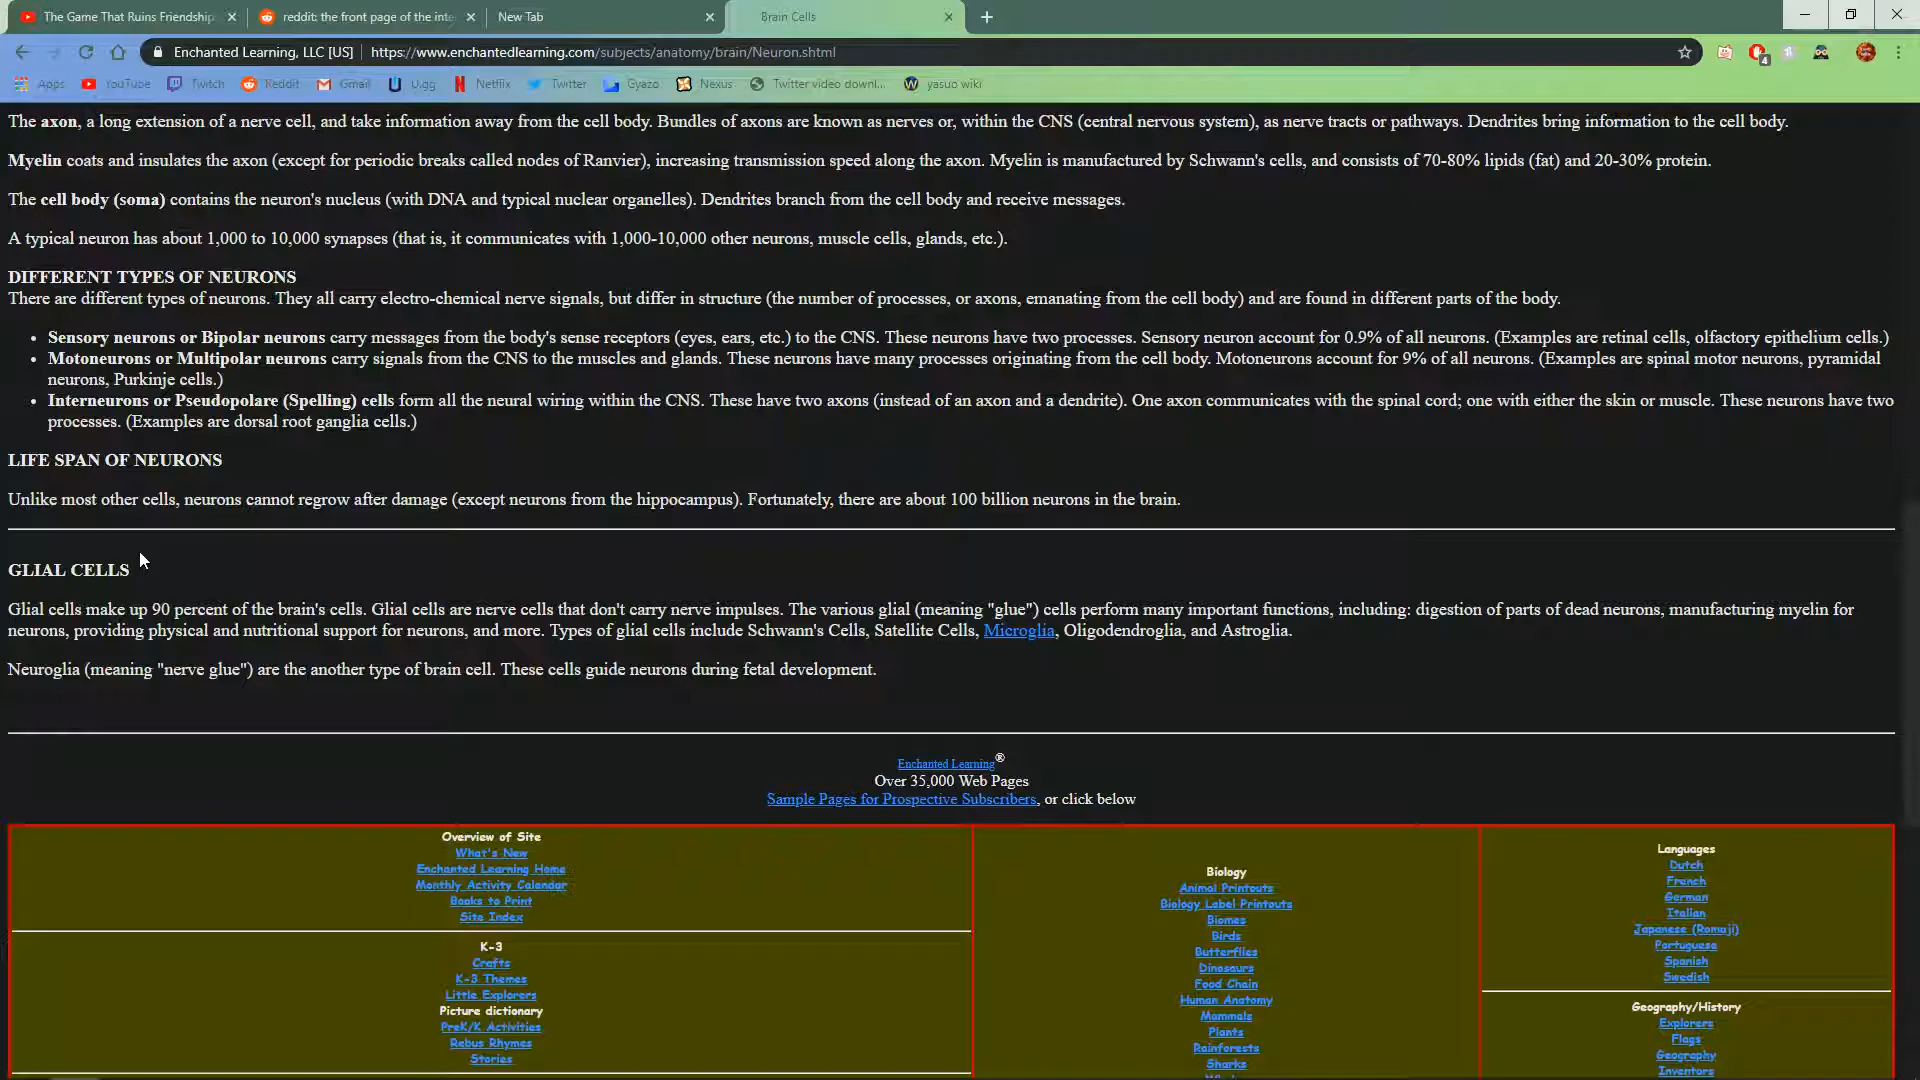 The Game That Ruins Friendship
reddit: the front page of the inte
New Tab
Brain Cells
Enchanted Learning, LLC [US] | https://www.enchantedlearning.com/subjects/anatomy/brain/Neuron.shtml
4
Apps YouTube Twitch Reddit Gmail U.gg Netflix Twitter Gyazo Nexus Twitter video downl... yasuo wiki
The axon, a long extension of a nerve cell, and take information away from the cell body. Bundles of axons are known as nerves or, within the CNS (central nervous system), as nerve tracts or pathways. Dendrites bring information to the cell body.
Myelin coats and insulates the axon (except for periodic breaks called nodes of Ranvier), increasing transmission speed along the axon. Myelin is manufactured by Schwann's cells, and consists of 70-80% lipids (fat) and 20-30% protein.
The cell body (soma) contains the neuron's nucleus (with DNA and typical nuclear organelles). Dendrites branch from the cell body and receive messages.
A typical neuron has about 1,000 to 10,000 synapses (that is, it communicates with 1,000-10,000 other neurons, muscle cells, glands, etc.).
DIFFERENT TYPES OF NEURONS
There are different types of neurons. They all carry electro-chemical nerve signals, but differ in structure (the number of processes, or axons, emanating from the cell body) and are found in different parts of the body.
• Sensory neurons or Bipolar neurons carry messages from the body's sense receptors (eyes, ears, etc.) to the CNS. These neurons have two processes. Sensory neuron account for 0.9% of all neurons. (Examples are retinal cells, olfactory epithelium cells.)
• Motoneurons or Multipolar neurons carry signals from the CNS to the muscles and glands. These neurons have many processes originating from the cell body. Motoneurons account for 9% of all neurons. (Examples are spinal motor neurons, pyramidal
neurons, Purkinje cells.)
• Interneurons or Pseudopolare (Spelling) cells form all the neural wiring within the CNS. These have two axons (instead of an axon and a dendrite). One axon communicates with the spinal cord; one with either the skin or muscle. These neurons have two
processes. (Examples are dorsal root ganglia cells.)
LIFE SPAN OF NEURONS
Unlike most other cells, neurons cannot regrow after damage (except neurons from the hippocampus). Fortunately, there are about 100 billion neurons in the brain.
GLIAL CELLS
Glial cells make up 90 percent of the brain's cells. Glial cells are nerve cells that don't carry nerve impulses. The various glial (meaning "glue") cells perform many important functions, including: digestion of parts of dead neurons, manufacturing myelin for
neurons, providing physical and nutritional support for neurons, and more. Types of glial cells include Schwann's Cells, Satellite Cells, Microglia, Oligodendroglia, and Astroglia.
Neuroglia (meaning "nerve glue") are the another type of brain cell. These cells guide neurons during fetal development.
Enchanted Learning®
Over 35,000 Web Pages
Sample Pages for Prospective Subscribers, or click below
Overview of Site
What's New
Enchanted Learning Home
Monthly Activity Calendar
Books to Print
Site Index
K-3
Crafts
K-3 Themes
Little Explorers
Picture dictionary
PreK/K Activities
Rebus Rhymes
Stories
Biology
Animal Printouts
Biology Label Printouts
Biomes
Birds
Butterflies
Dinosaurs
Food Chain
Human Anatomy
Mammals
Plants
Rainforests
Sharks
Languages
Dutch
French
German
Italian
Japanese (Romaji)
Portuguese
Spanish
Swedish
Geography/History
Explorers
Flags
Geography
Inventors